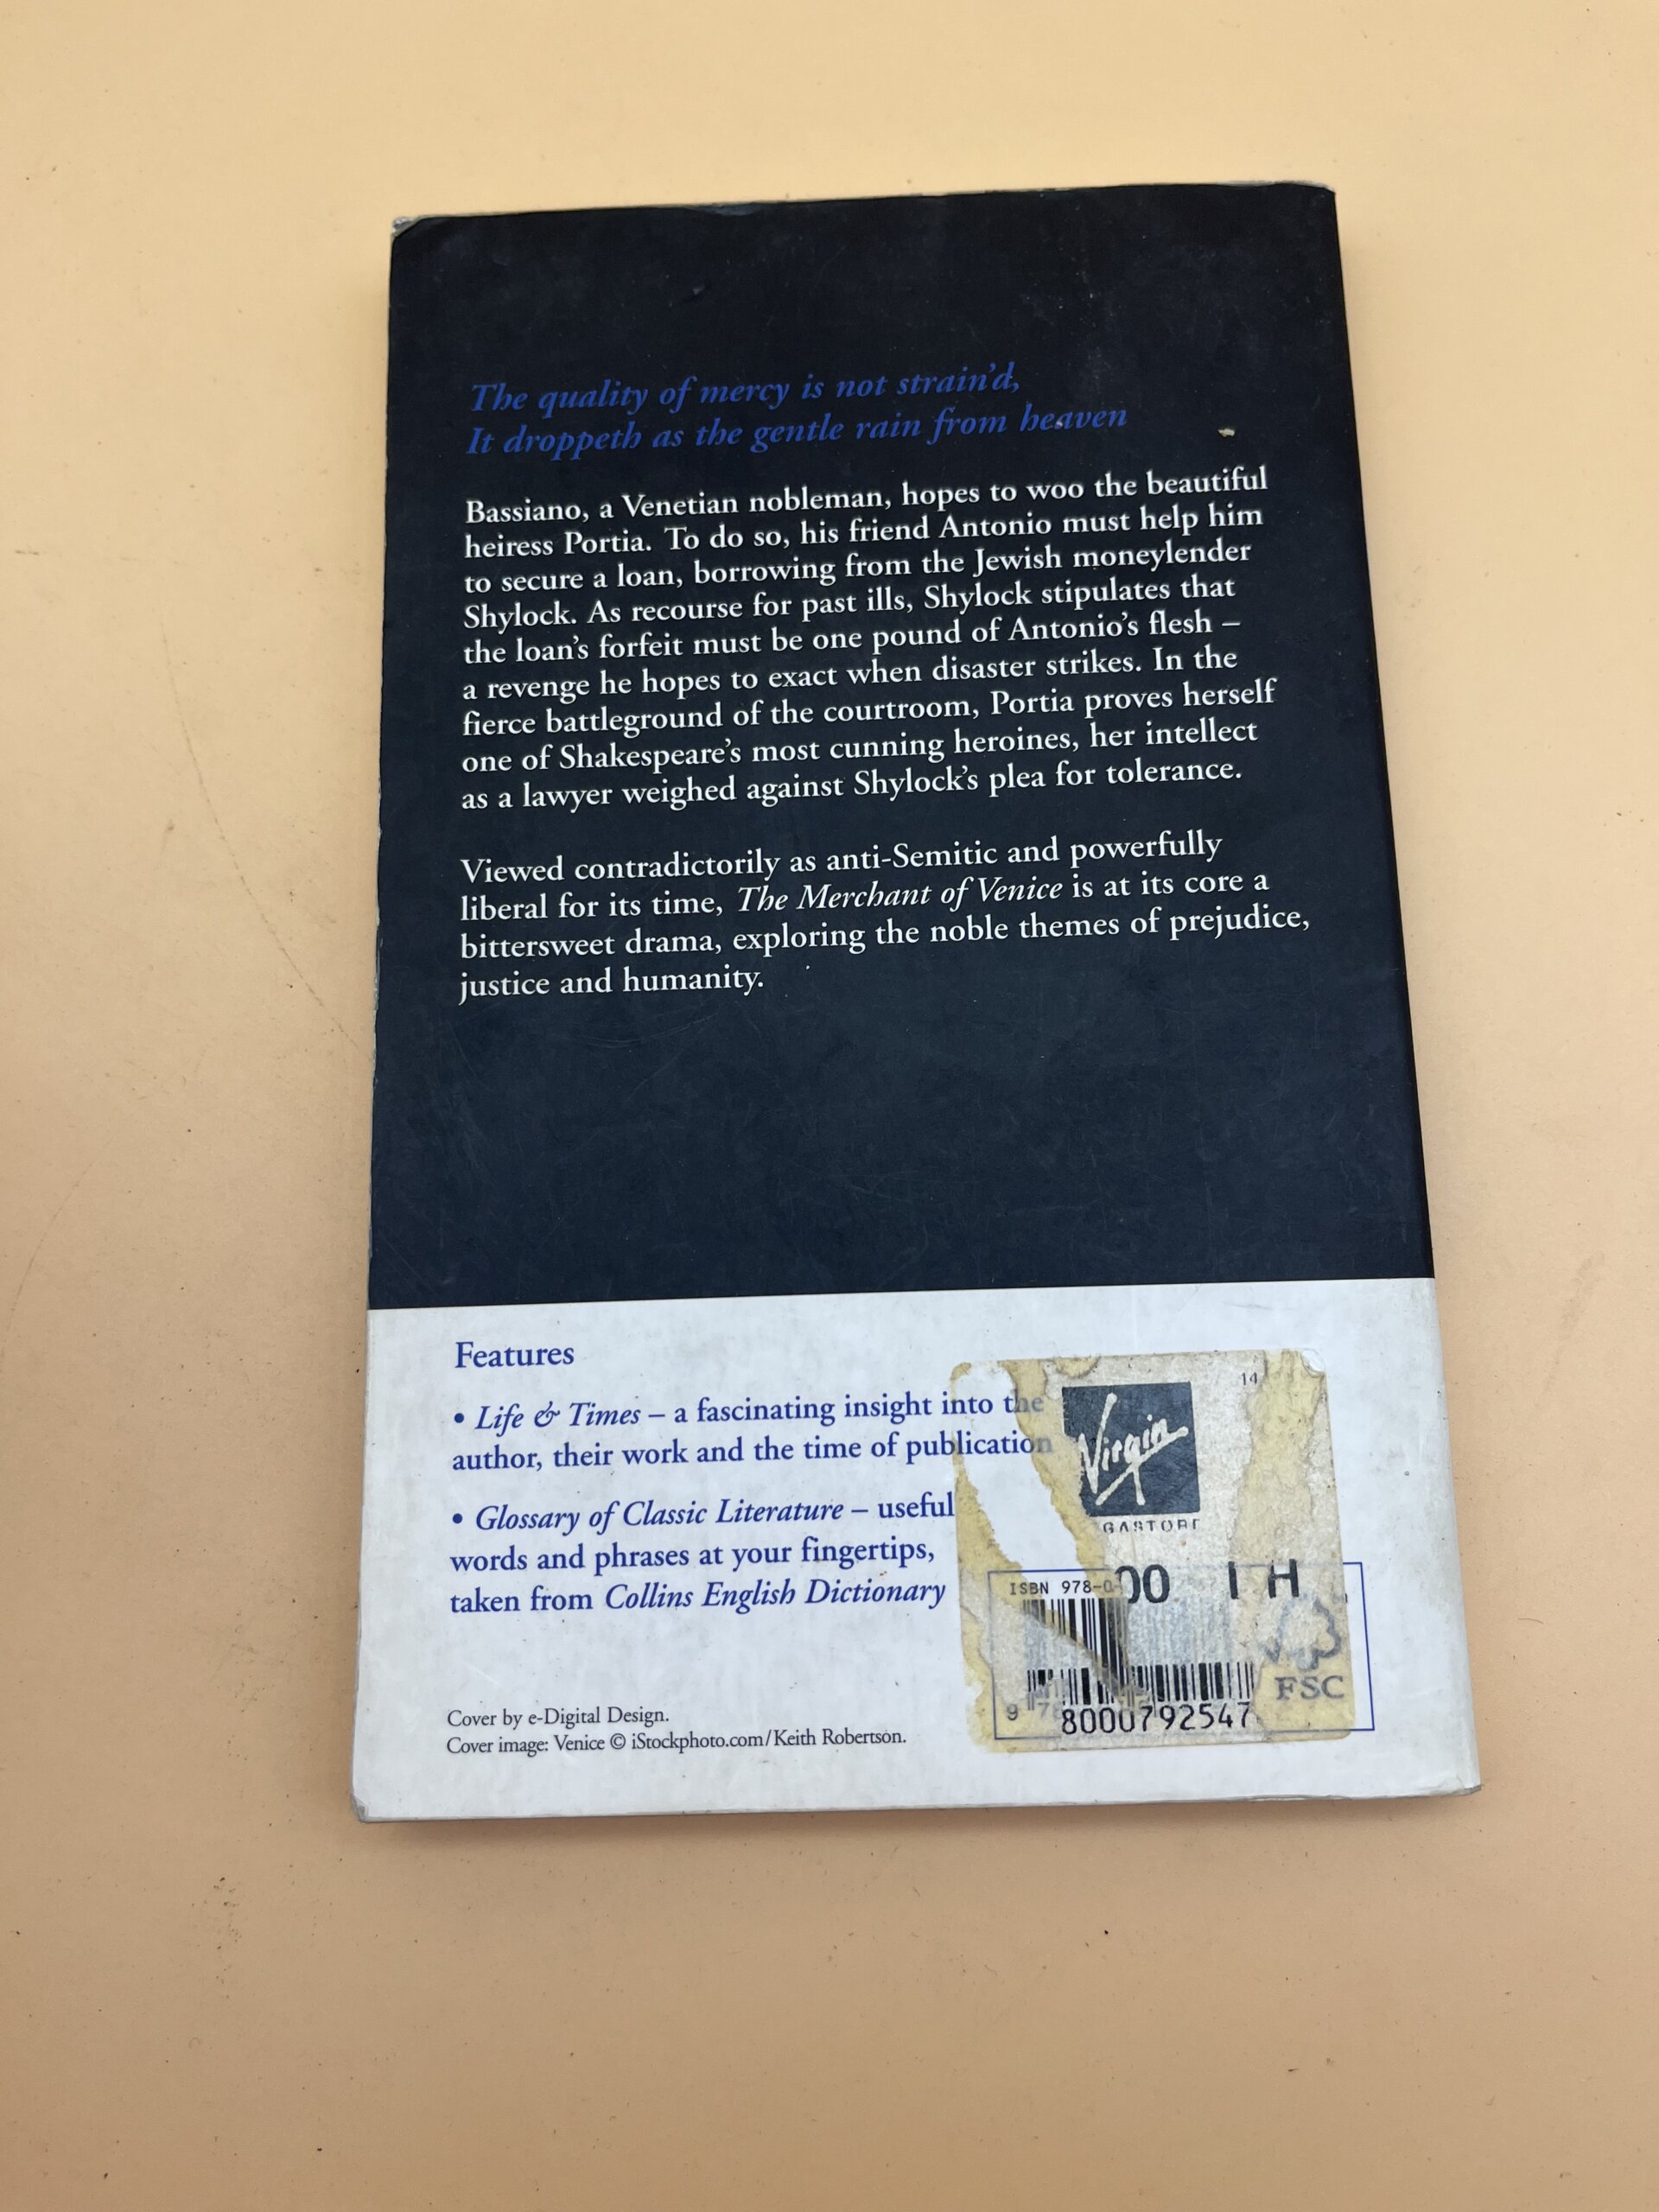 The quality of mercy is not strain'd,
It droppeth as the gentle rain from heaven
Bassiano, a Venetian nobleman, hopes to woo the beautiful
heiress Portia. To do so, his friend Antonio must help him
to secure a loan, borrowing from the Jewish moneylender
Shylock. As recourse for past ills, Shylock stipulates that
the loan's forfeit must be one pound of Antonio's flesh –
a revenge he hopes to exact when disaster strikes. In the
fierce battleground of the courtroom, Portia proves herself
one of Shakespeare's most cunning heroines, her intellect
as a lawyer weighed against Shylock's plea for tolerance.
Viewed contradictorily as anti-Semitic and powerfully
liberal for its time, The Merchant of Venice is at its core a
bittersweet drama, exploring the noble themes of prejudice,
justice and humanity.
Features
• Life & Times – a fascinating insight into the
author, their work and the time of publication
• Glossary of Classic Literature – useful
words and phrases at your fingertips,
taken from Collins English Dictionary
Cover by e-Digital Design.
Cover image: Venice © iStockphoto.com/Keith Robertson.
14
Virgin
GASTORE
ISBN 978-0
00 I H
FSC
9 78
8000792547